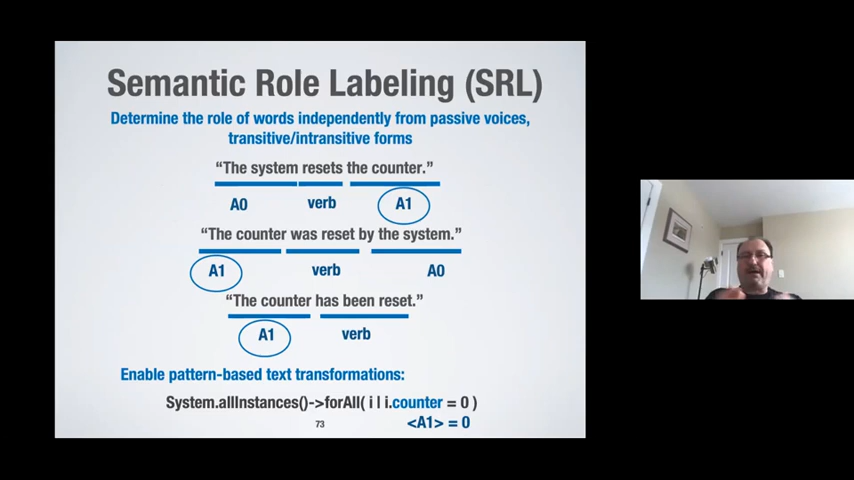 Semantic Role Labeling (SRL)
Determine the role of words independently from passive voices,
transitive/intransitive forms
“The system resets the counter.”
A0 verb A1
“The counter was reset by the system.”
A1 verb A0
“The counter has been reset.”
A1 verb
Enable pattern-based text transformations:
System.allInstances()->forAll( i | i.counter = 0 )
73 <A1> = 0